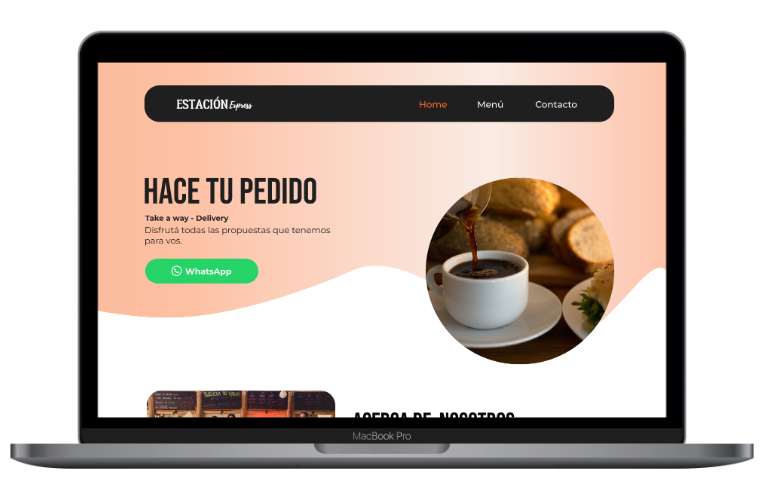 ESTACIÓN Express
Home
Menú
Contacto
HACE TU PEDIDO
Take a way - Delivery
Disfrutá todas las propuestas que tenemos
para vos.
WhatsApp
ACERCA DE NOSOTROS
MacBook Pro